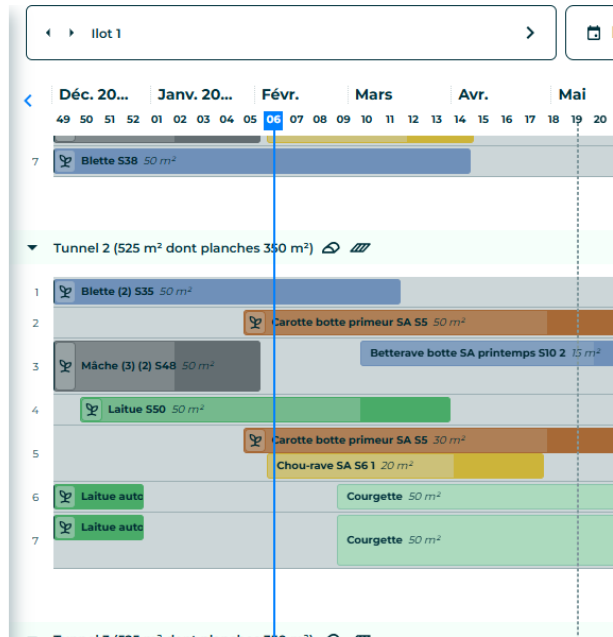 Ilot 1
Déc. 20... Janv. 20... Févr. Mars Avr. Mai
49 50 51 52 01 02 03 04 05 06 07 08 09 10 11 12 13 14 15 16 17 18 19 20
7 Blette S38 50 m²
Tunnel 2 (525 m² dont planches 350 m²)
1 Blette (2) S35 50 m²
2 Carotte botte primeur SA S5 50 m²
Betterave botte SA printemps S10 2 15 m²
3 Mâche (3) (2) S48 50 m²
4 Laitue S50 50 m²
Carotte botte primeur SA S5 30 m²
5
Chou-rave SA S6 1 20 m²
6 Laitue auto Courgette 50 m²
Laitue auto
7 Courgette 50 m²